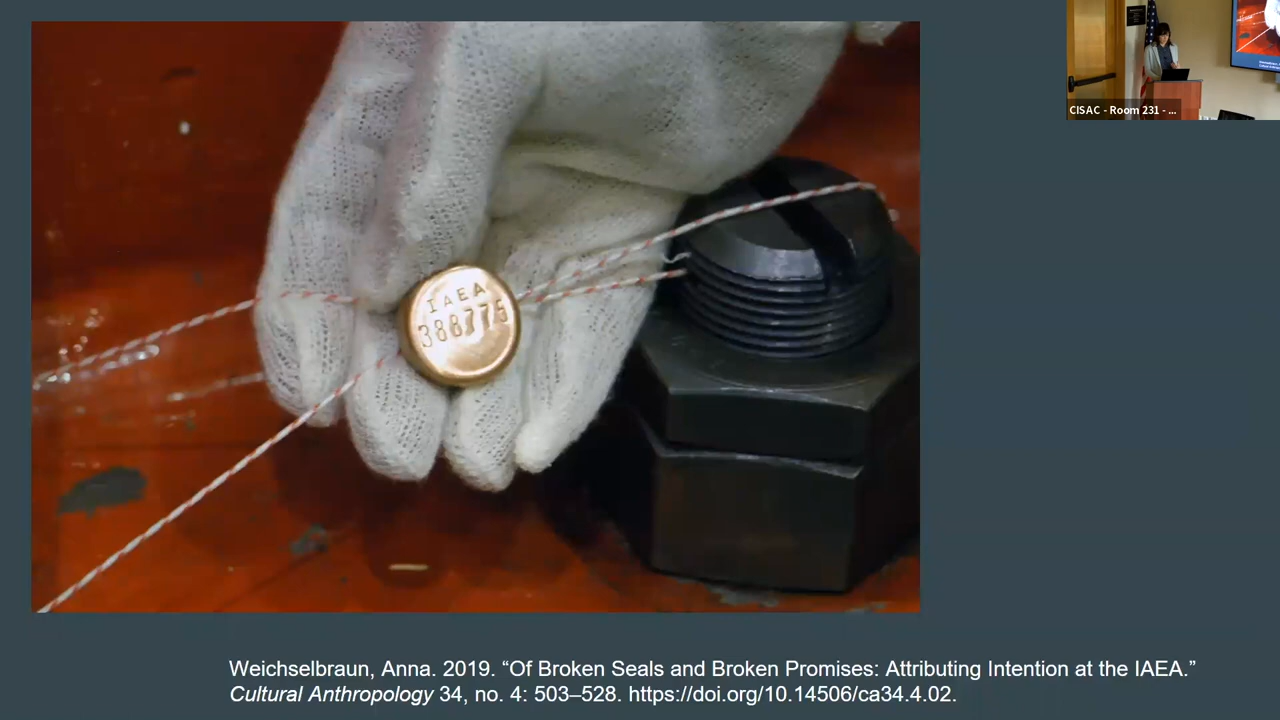 IAEA
388775
CISAC - Room 231 - ...
Weichselbraun, Anna. 2019. “Of Broken Seals and Broken Promises: Attributing Intention at the IAEA.”
Cultural Anthropology 34, no. 4: 503–528. https://doi.org/10.14506/ca34.4.02.